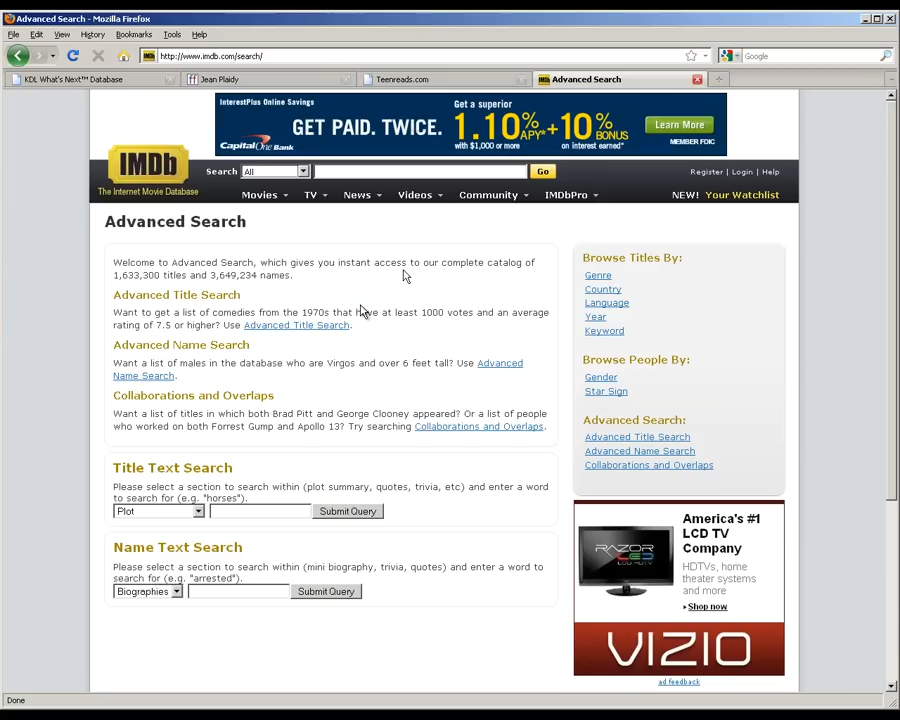 Advanced Search - Mozilla Firefox
File Edit View History Bookmarks Tools Help
http://www.imdb.com/search/
Google
KDL What's Next™ Database
Jean Plaidy
Teenreads.com
Advanced Search
InterestPlus Online Savings
Capital One Bank
GET PAID. TWICE.
Get a superior
1.10% APY* + 10% BONUS
with $1,000 or more on interest earned*
Learn More
MEMBER FDIC
IMDb
The Internet Movie Database
Search All Go
Register | Login | Help
Movies TV News Videos Community IMDbPro NEW! Your Watchlist
Advanced Search
Welcome to Advanced Search, which gives you instant access to our complete catalog of
1,633,300 titles and 3,649,234 names.
Advanced Title Search
Want to get a list of comedies from the 1970s that have at least 1000 votes and an average
rating of 7.5 or higher? Use Advanced Title Search.
Advanced Name Search
Want a list of males in the database who are Virgos and over 6 feet tall? Use Advanced
Name Search.
Collaborations and Overlaps
Want a list of titles in which both Brad Pitt and George Clooney appeared? Or a list of people
who worked on both Forrest Gump and Apollo 13? Try searching Collaborations and Overlaps.
Title Text Search
Please select a section to search within (plot summary, quotes, trivia, etc) and enter a word
to search for (e.g. "horses").
Plot Submit Query
Name Text Search
Please select a section to search within (mini biography, trivia, quotes) and enter a word to
search for (e.g. "arrested").
Biographies Submit Query
Browse Titles By:
Genre
Country
Language
Year
Keyword
Browse People By:
Gender
Star Sign
Advanced Search:
Advanced Title Search
Advanced Name Search
Collaborations and Overlaps
RAZOR LED
America's #1
LCD TV
Company
HDTVs, home
theater systems
and more
Shop now
VIZIO
ad feedback
Done